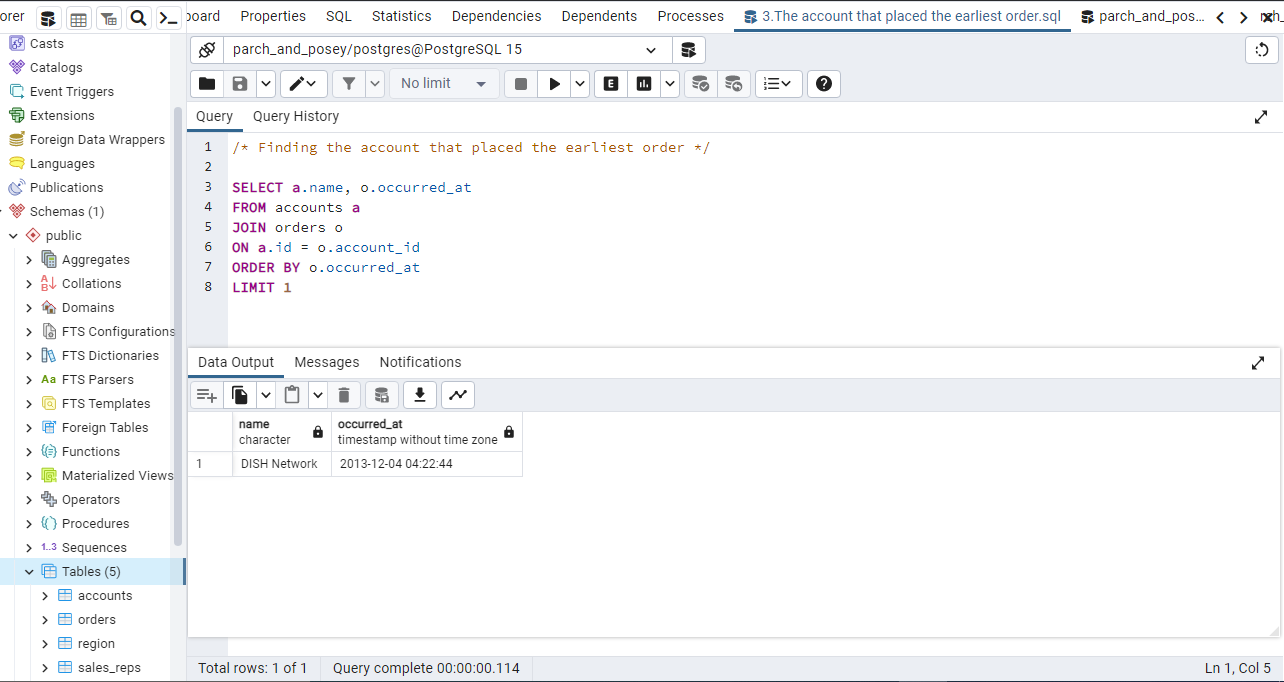 orer
board Properties SQL Statistics Dependencies Dependents Processes 3.The account that placed the earliest order.sql parch_and_pos...
Casts
Catalogs
Event Triggers
Extensions
Foreign Data Wrappers
Languages
Publications
Schemas (1)
public
Aggregates
Collations
Domains
FTS Configurations
FTS Dictionaries
Aa FTS Parsers
FTS Templates
Foreign Tables
Functions
Materialized Views
Operators
Procedures
1..3 Sequences
Tables (5)
accounts
orders
region
sales_reps
parch_and_posey/postgres@PostgreSQL 15
No limit
E
Query Query History
1 /* Finding the account that placed the earliest order */
2
3 SELECT a.name, o.occurred_at
4 FROM accounts a
5 JOIN orders o
6 ON a.id = o.account_id
7 ORDER BY o.occurred_at
8 LIMIT 1
Data Output Messages Notifications
name occurred_at
character timestamp without time zone
1 DISH Network 2013-12-04 04:22:44
Total rows: 1 of 1 Query complete 00:00:00.114 Ln 1, Col 5